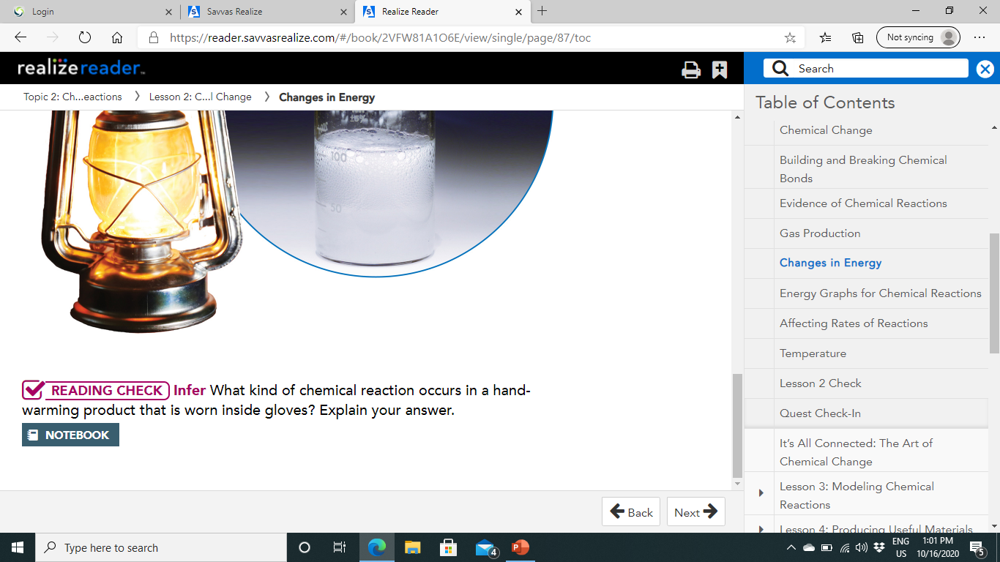 Login
Savvas Realize
Realize Reader
https://reader.savvasrealize.com/#/book/2VFW81A1O6E/view/single/page/87/toc
Not syncing
realizereader™
Search
Topic 2: Ch...eactions
Lesson 2: C...l Change
Changes in Energy
Table of Contents
Chemical Change
Building and Breaking Chemical
Bonds
Evidence of Chemical Reactions
Gas Production
Changes in Energy
Energy Graphs for Chemical Reactions
Affecting Rates of Reactions
Temperature
Lesson 2 Check
Quest Check-In
It's All Connected: The Art of
Chemical Change
Lesson 3: Modeling Chemical
Reactions
Lesson 4: Producing Useful Materials
±5%
100
50
READING CHECK Infer What kind of chemical reaction occurs in a hand-
warming product that is worn inside gloves? Explain your answer.
NOTEBOOK
Back
Next
Type here to search
4
P
ENG
US
1:01 PM
10/16/2020
5